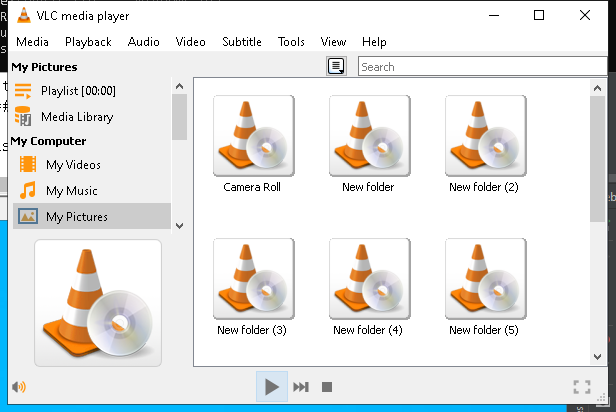 VLC media player
Media Playback Audio Video Subtitle Tools View Help
My Pictures
Search
Playlist [00:00]
Media Library
My Computer
My Videos
My Music
My Pictures
Camera Roll
New folder
New folder (2)
New folder (3)
New folder (4)
New folder (5)